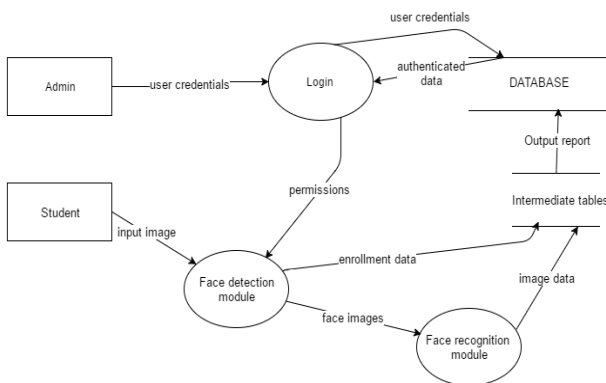 user credentials
Admin
user credentials
Login
authenticated
data
DATABASE
Output report
permissions
Student
Intermediate tables
input image
enrollment data
Face detection
module
image data
face images
Face recognition
module